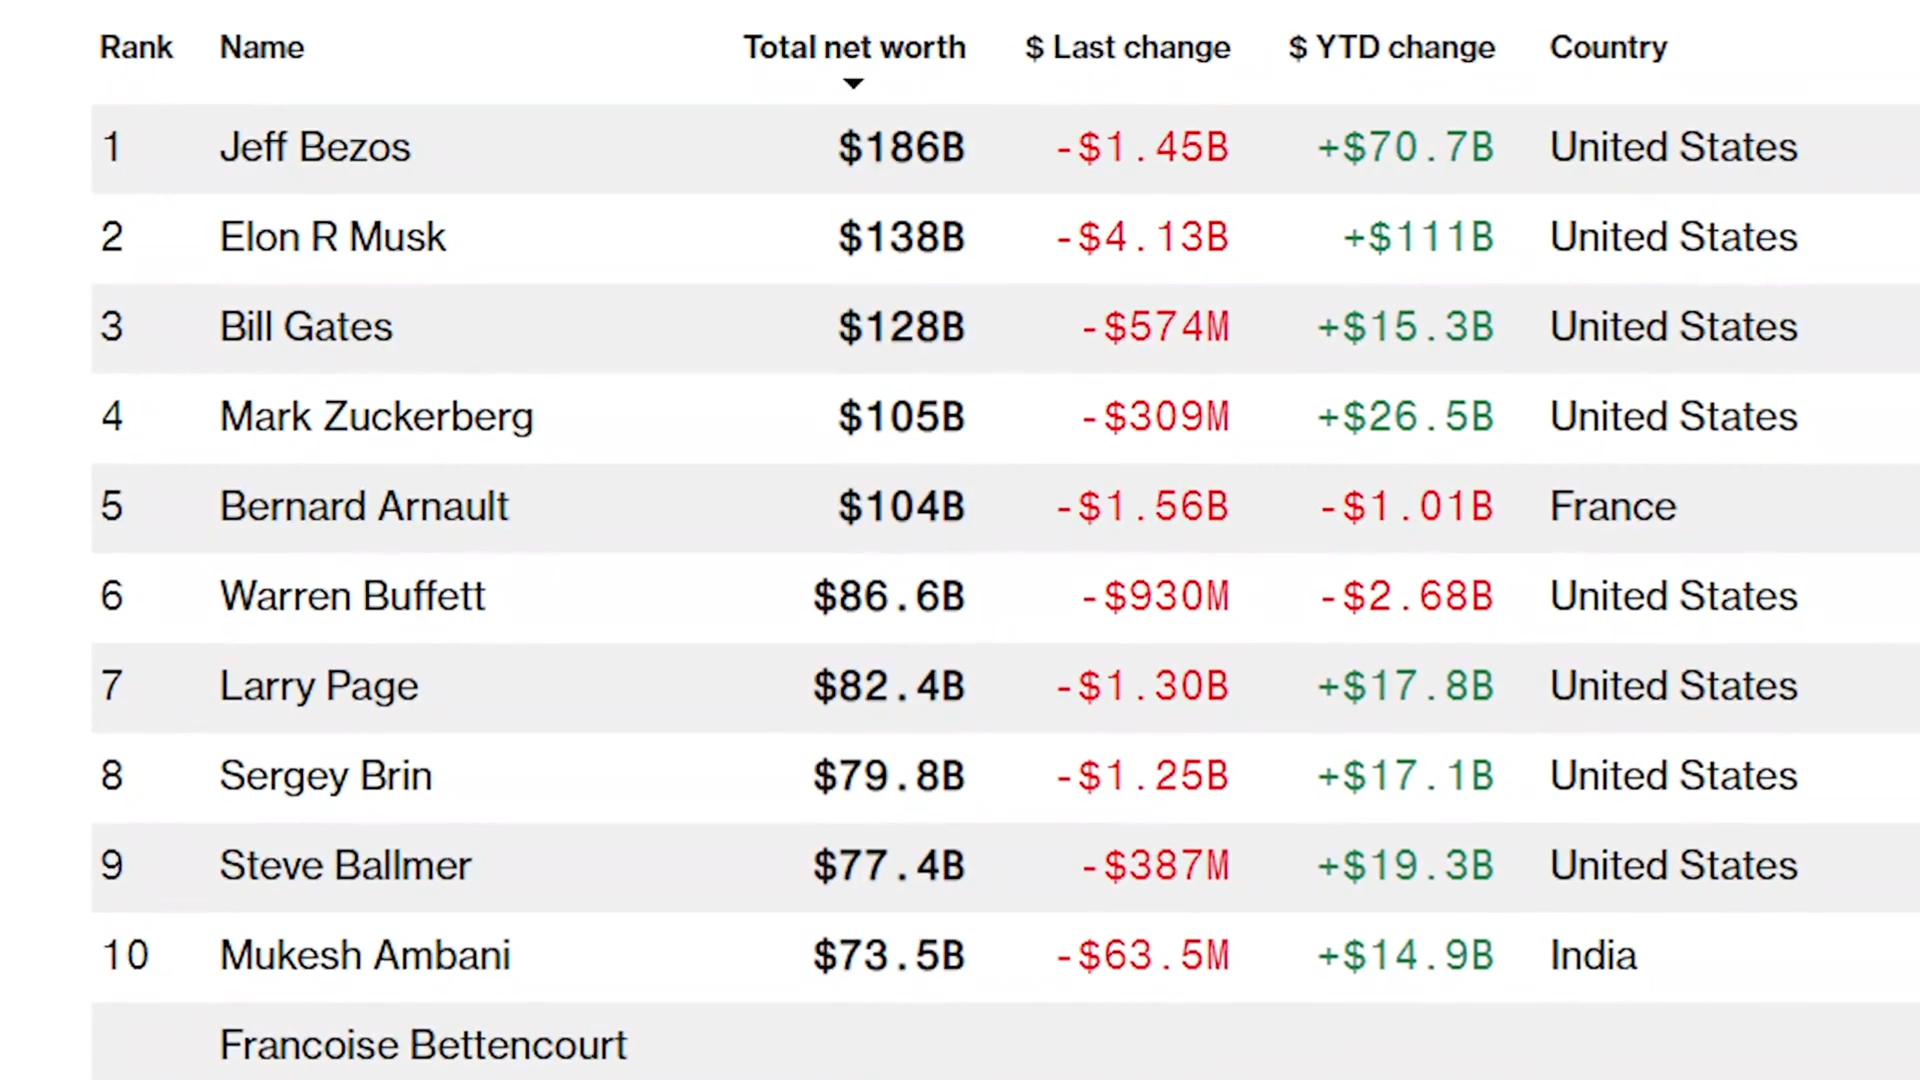 Rank Name Total net worth $ Last change $ YTD change Country
1 Jeff Bezos $186B -$1.45B +$70.7B United States
2 Elon R Musk $138B -$4.13B +$111B United States
3 Bill Gates $128B -$574M +$15.3B United States
4 Mark Zuckerberg $105B -$309M +$26.5B United States
5 Bernard Arnault $104B -$1.56B -$1.01B France
6 Warren Buffett $86.6B -$930M -$2.68B United States
7 Larry Page $82.4B -$1.30B +$17.8B United States
8 Sergey Brin $79.8B -$1.25B +$17.1B United States
9 Steve Ballmer $77.4B -$387M +$19.3B United States
10 Mukesh Ambani $73.5B -$63.5M +$14.9B India
Francoise Bettencourt